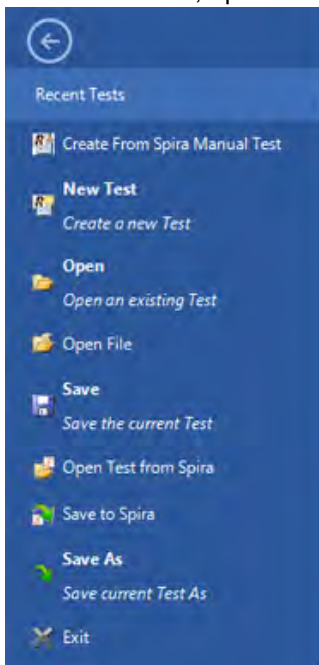 Recent Tests
Create From Spira Manual Test
New Test
Create a new Test
Open
Open an existing Test
Open File
Save
Save the current Test
Open Test from Spira
Save to Spira
Save As
Save current Test As
Exit